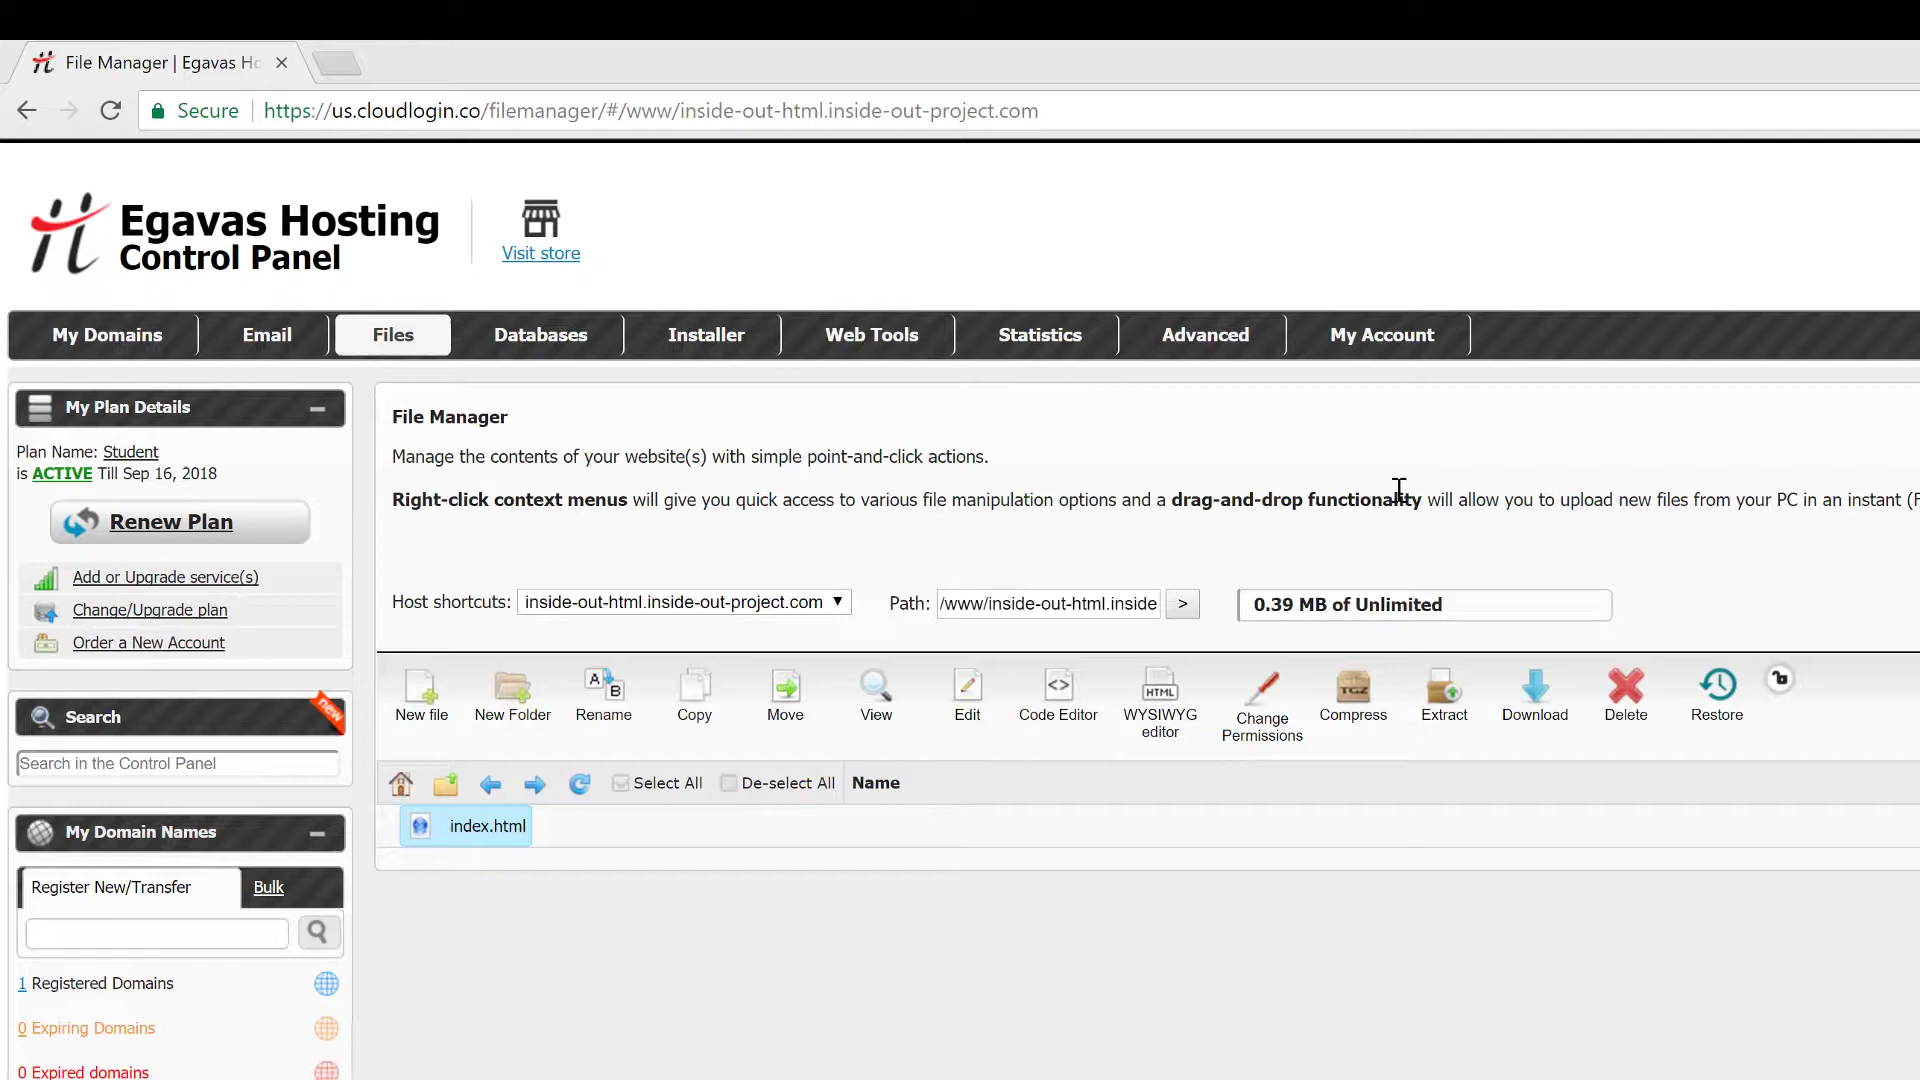 File Manager | Egavas Ho
Secure
https://us.cloudlogin.co/filemanager/#/www/inside-out-html.inside-out-project.com
Egavas Hosting
Control Panel
Visit store
My Domains
Email
Files
Databases
Installer
Web Tools
Statistics
Advanced
My Account
My Plan Details
Plan Name: Student
is ACTIVE Till Sep 16, 2018
Renew Plan
Add or Upgrade service(s)
Change/Upgrade plan
Order a New Account
Search
new
Search in the Control Panel
My Domain Names
Register New/Transfer
Bulk
1 Registered Domains
0 Expiring Domains
0 Expired domains
File Manager
Manage the contents of your website(s) with simple point-and-click actions.
Right-click context menus will give you quick access to various file manipulation options and a drag-and-drop functionality will allow you to upload new files from your PC in an instant (F
Host shortcuts: inside-out-html.inside-out-project.com
Path: /www/inside-out-html.inside >
0.39 MB of Unlimited
New file
New Folder
A B
Rename
Copy
Move
View
Edit
<>
Code Editor
HTML
WYSIWYG
editor
Change
Permissions
TGZ
Compress
Extract
Download
Delete
Restore
Select All
De-select All
Name
index.html